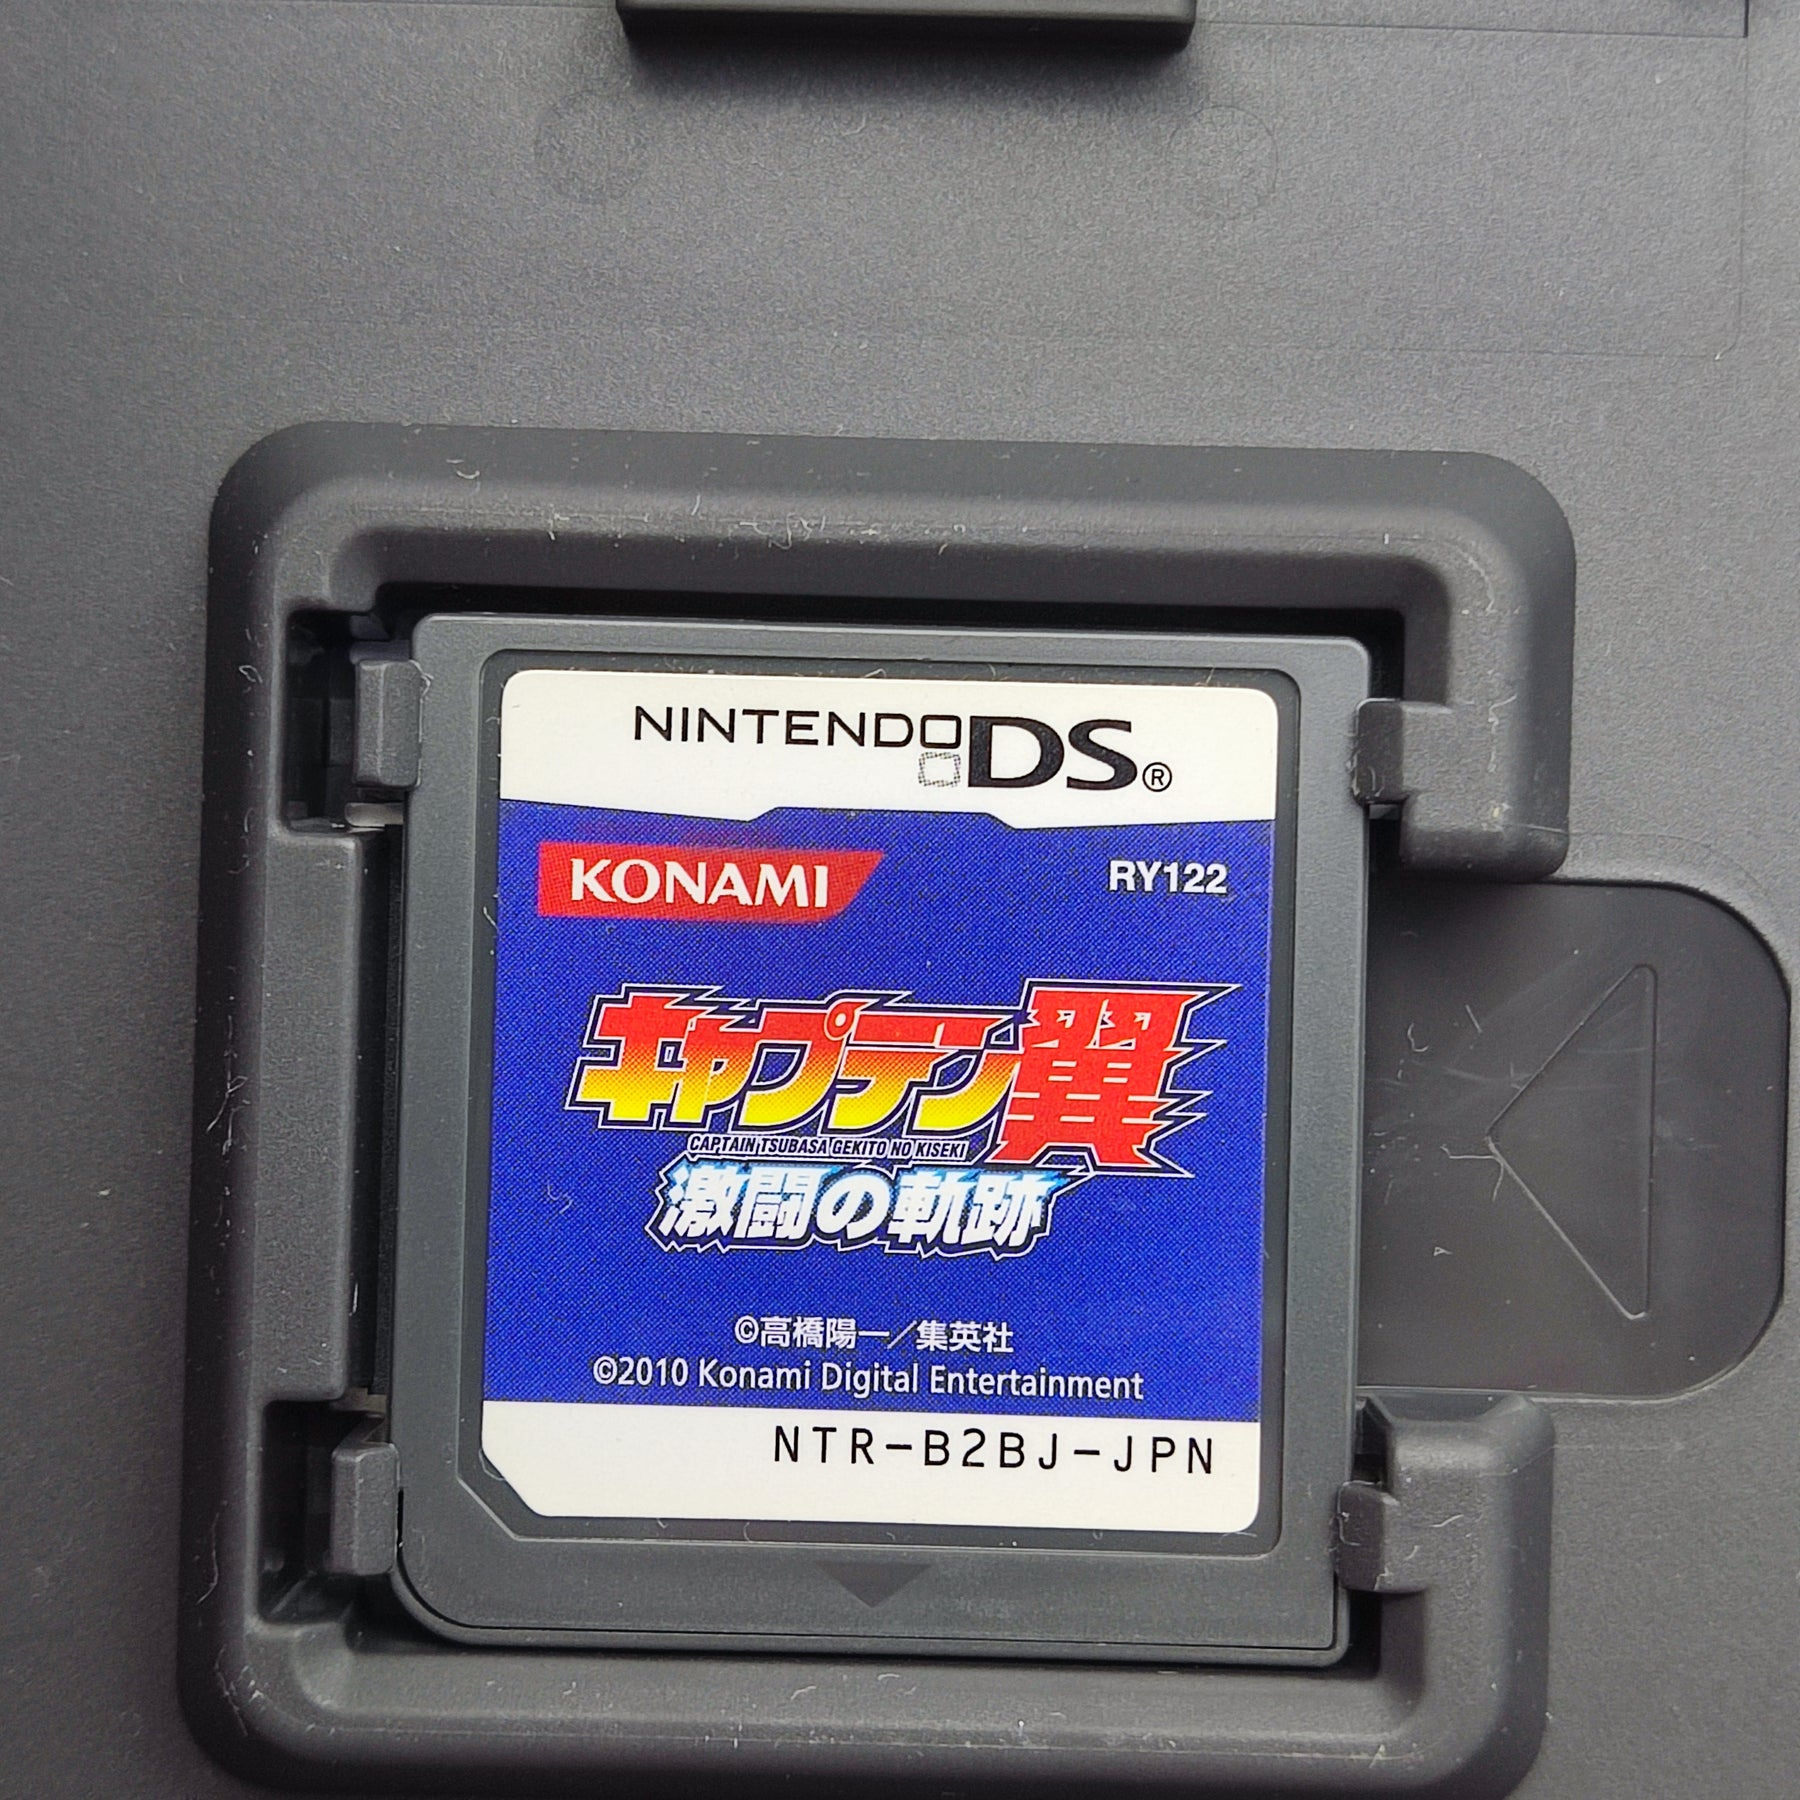 NINTENDO DS®
KONAMI
RY122
キャプテン翼
CAPTAIN TSUBASA GEKITO NO KISEKI
激闘の軌跡
©高橋陽一／集英社
©2010 Konami Digital Entertainment
NTR-B2BJ-JPN